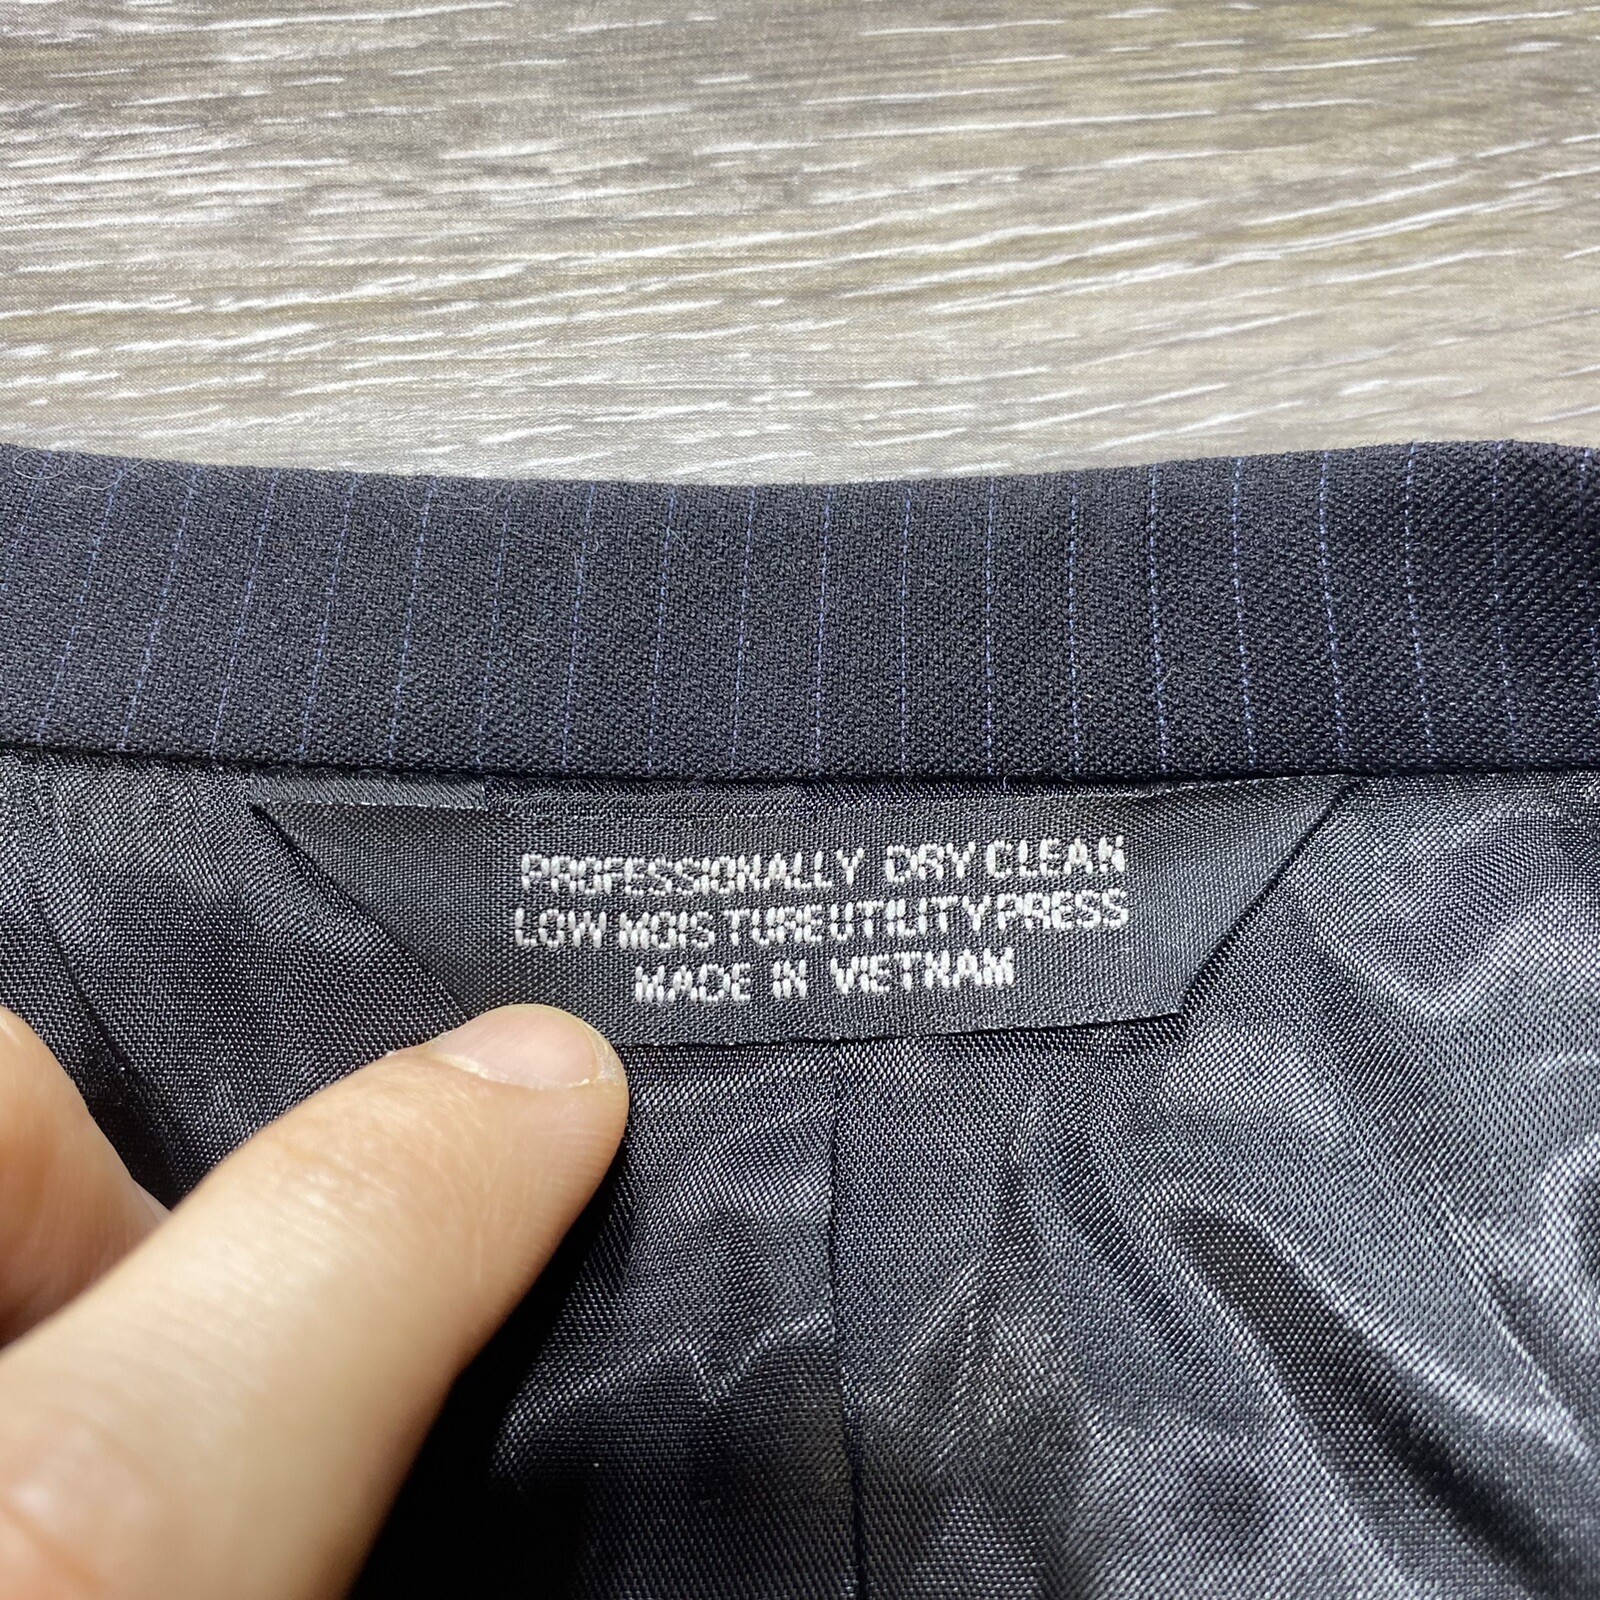 PROFESSIONALLY DRY CLEAN
LOW MOISTURE UTILITY PRESS
MADE IN VIETNAM